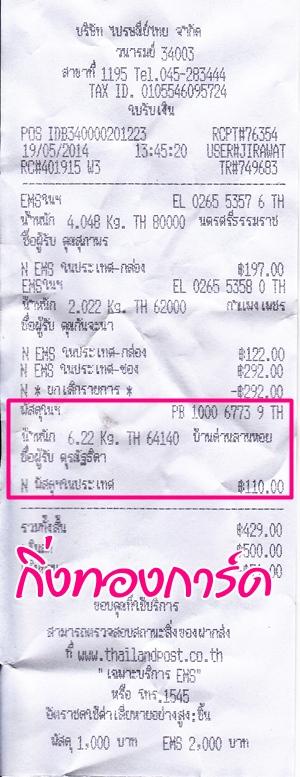 บริษัท ไปรษณีย์ไทย จำกัด
วนารมย์ 34003
สาขาที่ 1195 Tel.045-283444
TAX ID. 0105546095724
ใบรับเงิน
POS IDB340000201223 RCPT#76354
19/05/2014 13:45:20 USER#JIRAWAT
RC#401915 W3 TR#749683
EMSในฯ EL 0265 5357 6 TH
น้ำหนัก 4.048 Kg. TH 80000 นครศรีธรรมราช
ชื่อผู้รับ คุณสุภาพร
N EMS ในประเทศ-กล่อง ฿197.00
EMSในฯ EL 0265 5358 0 TH
น้ำหนัก 2.022 Kg. TH 62000 กำแพงเพชร
ชื่อผู้รับ
N EMS ในประเทศ-กล่อง ฿122.00
N EMS ในประเทศ-ซอง ฿292.00
N * ยกเลิกรายการ * -฿292.00
พัสดุในฯ PB 1000 6773 9 TH
น้ำหนัก 6.22 Kg. TH 64140 บ้านด่านลานหอย
ชื่อผู้รับ
N พัสดุฯในประเทศ ฿110.00
รวมทั้งสิ้น ฿429.00
฿500.00
กิ่งทองการ์ด
ขอบคุณที่ใช้บริการ
สามารถตรวจสอบสถานะสิ่งของฝากส่ง
ที่ www.thailandpost.co.th
"เฉพาะบริการ EMS"
หรือ โทร.1545
อัตราชดใช้ค่าเสียหายอย่างสูง:ชิ้น
พัสดุ 1,000 บาท EMS 2,000 บาท